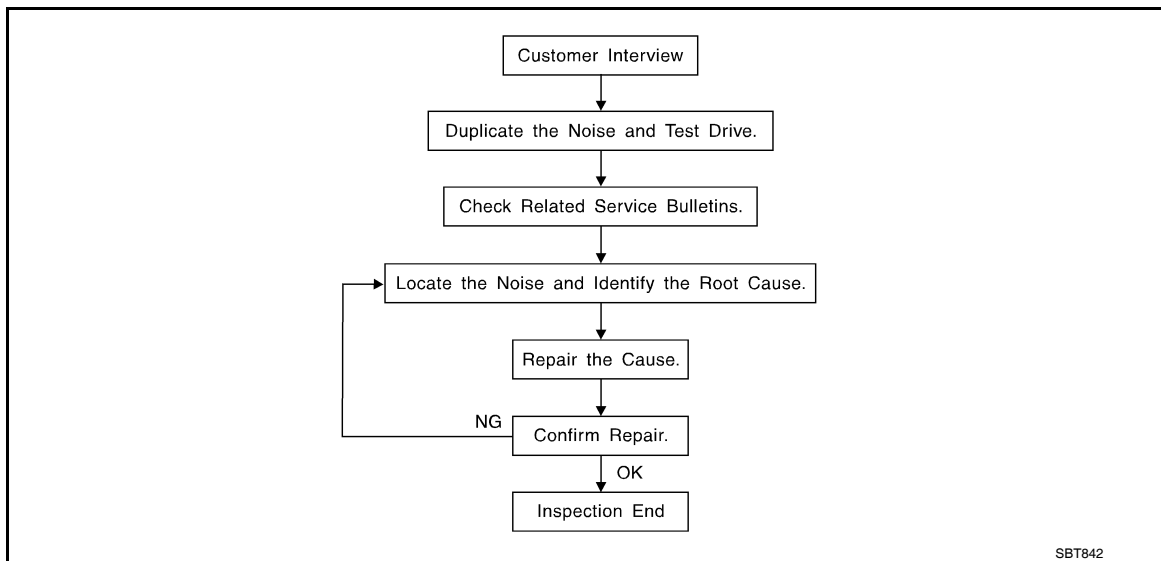 Customer Interview
Duplicate the Noise and Test Drive.
Check Related Service Bulletins.
Locate the Noise and Identify the Root Cause.
Repair the Cause.
NG
Confirm Repair.
OK
Inspection End
SBT842